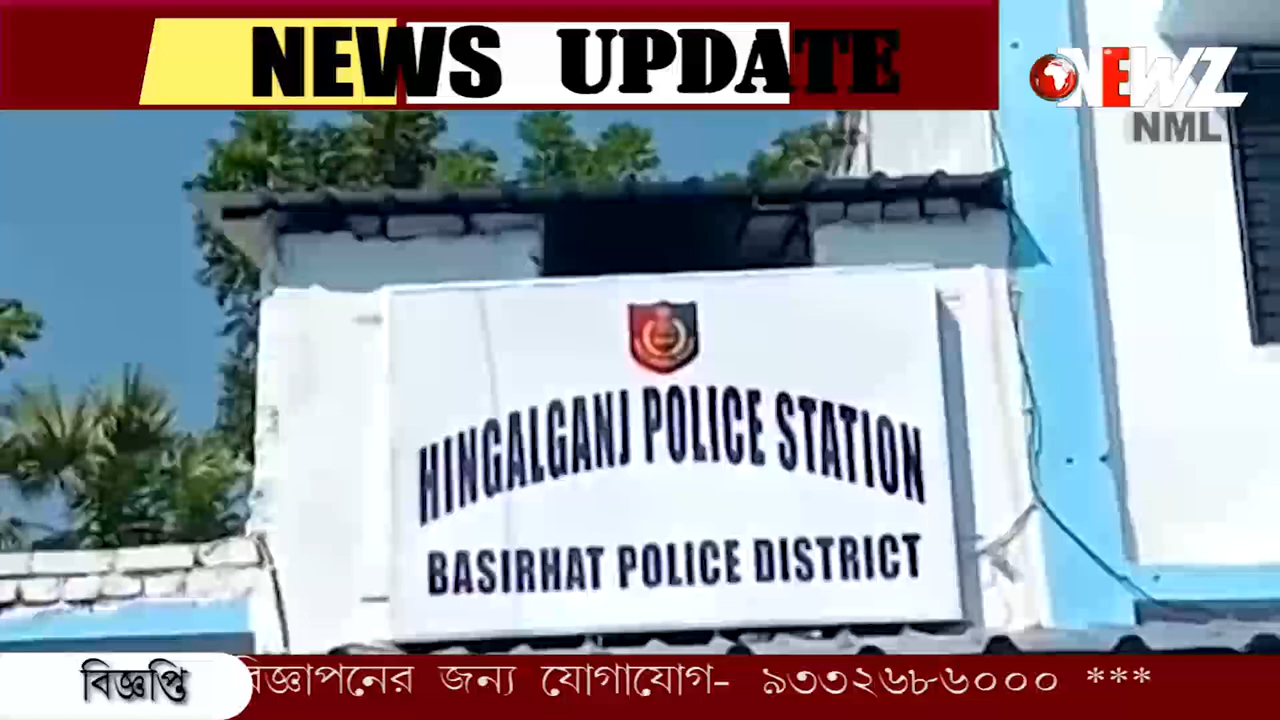 NEWS UPDATE
NEWZ
NML
HINGALGANJ POLICE STATION
BASIRHAT POLICE DISTRICT
বিজ্ঞপ্তি
বিজ্ঞাপনের জন্য যোগাযোগ- ৯৩৩২৬৮৬০০০ ***